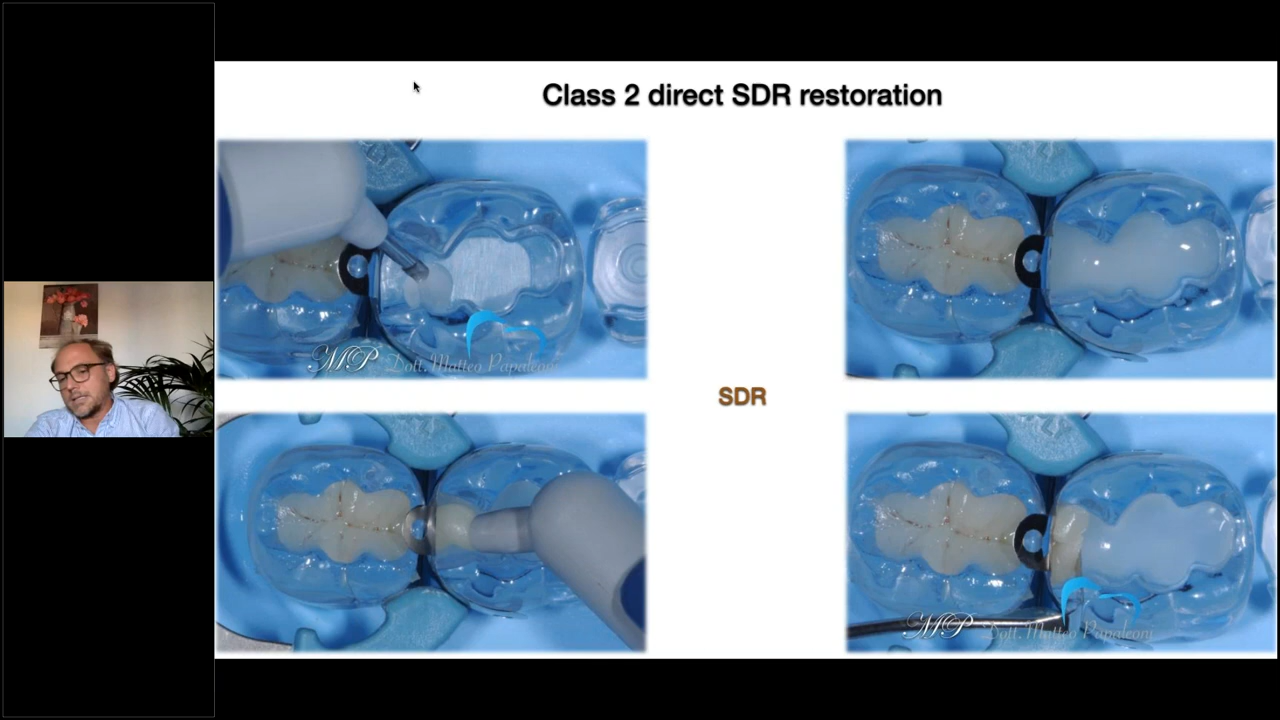 Class 2 direct SDR restoration
MP Dott. Matteo Papaleoni
SDR
MP Dott. Matteo Papaleoni